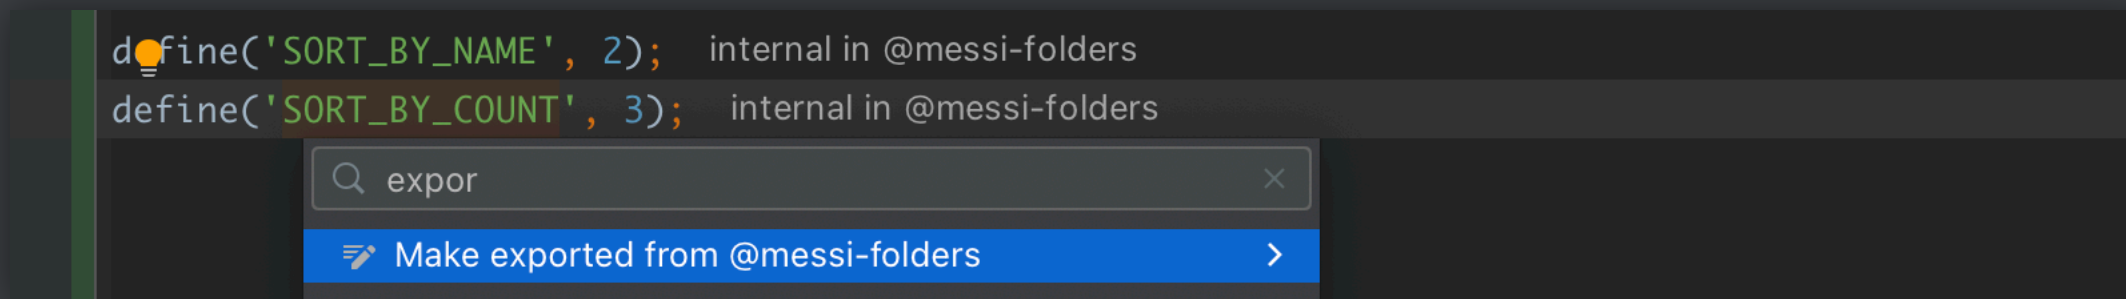 define('SORT_BY_NAME', 2); internal in @messi-folders
define('SORT_BY_COUNT', 3); internal in @messi-folders
expor
Make exported from @messi-folders